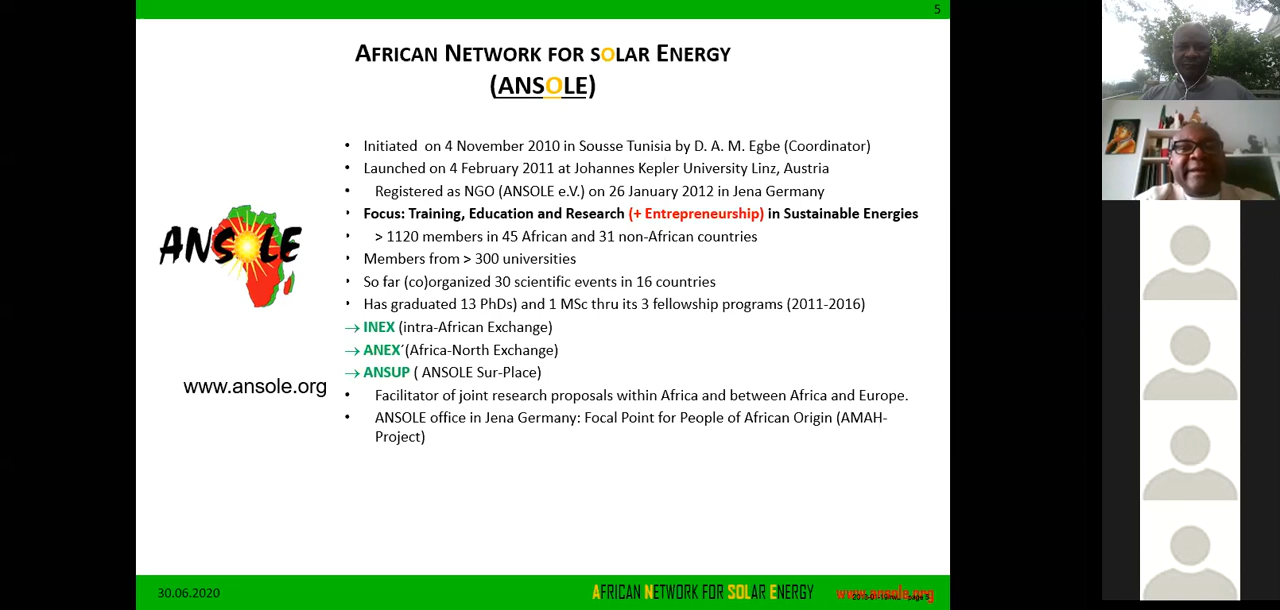 5
AFRICAN NETWORK FOR SOLAR ENERGY
(ANSOLE)
• Initiated on 4 November 2010 in Sousse Tunisia by D. A. M. Egbe (Coordinator)
• Launched on 4 February 2011 at Johannes Kepler University Linz, Austria
• Registered as NGO (ANSOLE e.V.) on 26 January 2012 in Jena Germany
• Focus: Training, Education and Research (+ Entrepreneurship) in Sustainable Energies
• > 1120 members in 45 African and 31 non-African countries
• Members from > 300 universities
• So far (co)organized 30 scientific events in 16 countries
• Has graduated 13 PhDs) and 1 MSc thru its 3 fellowship programs (2011-2016)
→ INEX (intra-African Exchange)
→ ANEX´(Africa-North Exchange)
→ ANSUP ( ANSOLE Sur-Place)
• Facilitator of joint research proposals within Africa and between Africa and Europe.
• ANSOLE office in Jena Germany: Focal Point for People of African Origin (AMAH-
Project)
ANSOLE
www.ansole.org
30.06.2020
AFRICAN NETWORK FOR SOLAR ENERGY
www.ansole.org